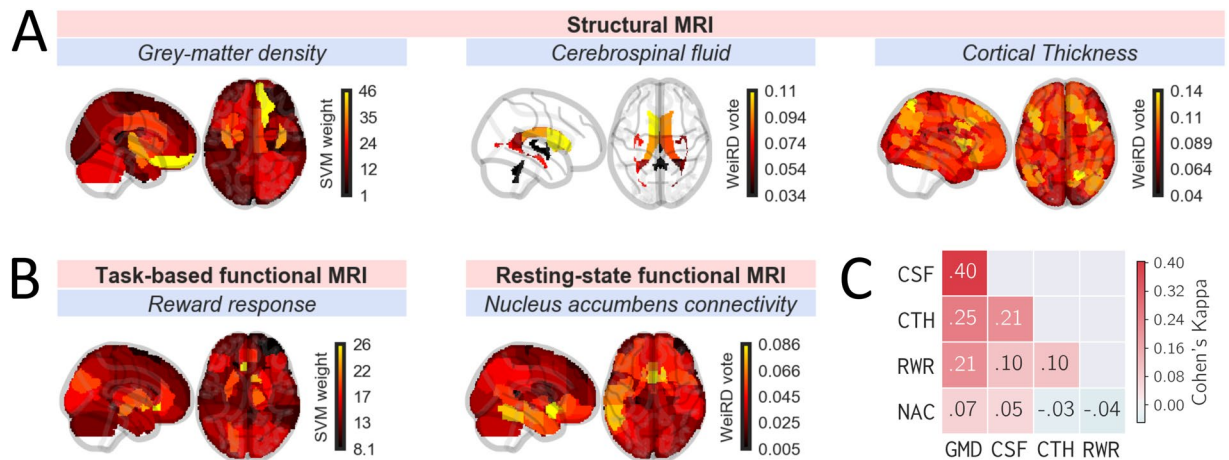 A
Structural MRI
Grey-matter density
Cerebrospinal fluid
Cortical Thickness
SVM weight
46
35
24
12
1
WeiRD vote
0.11
0.094
0.074
0.054
0.034
WeiRD vote
0.14
0.11
0.089
0.064
0.04
B
Task-based functional MRI
Reward response
SVM weight
26
22
17
13
8.1
Resting-state functional MRI
Nucleus accumbens connectivity
WeiRD vote
0.086
0.066
0.045
0.025
0.005
C
CSF .40
CTH .25 .21
RWR .21 .10 .10
NAC .07 .05 -.03 -.04
GMD CSF CTH RWR
0.40
0.32
0.24
0.16
0.08
0.00
Cohen's Kappa